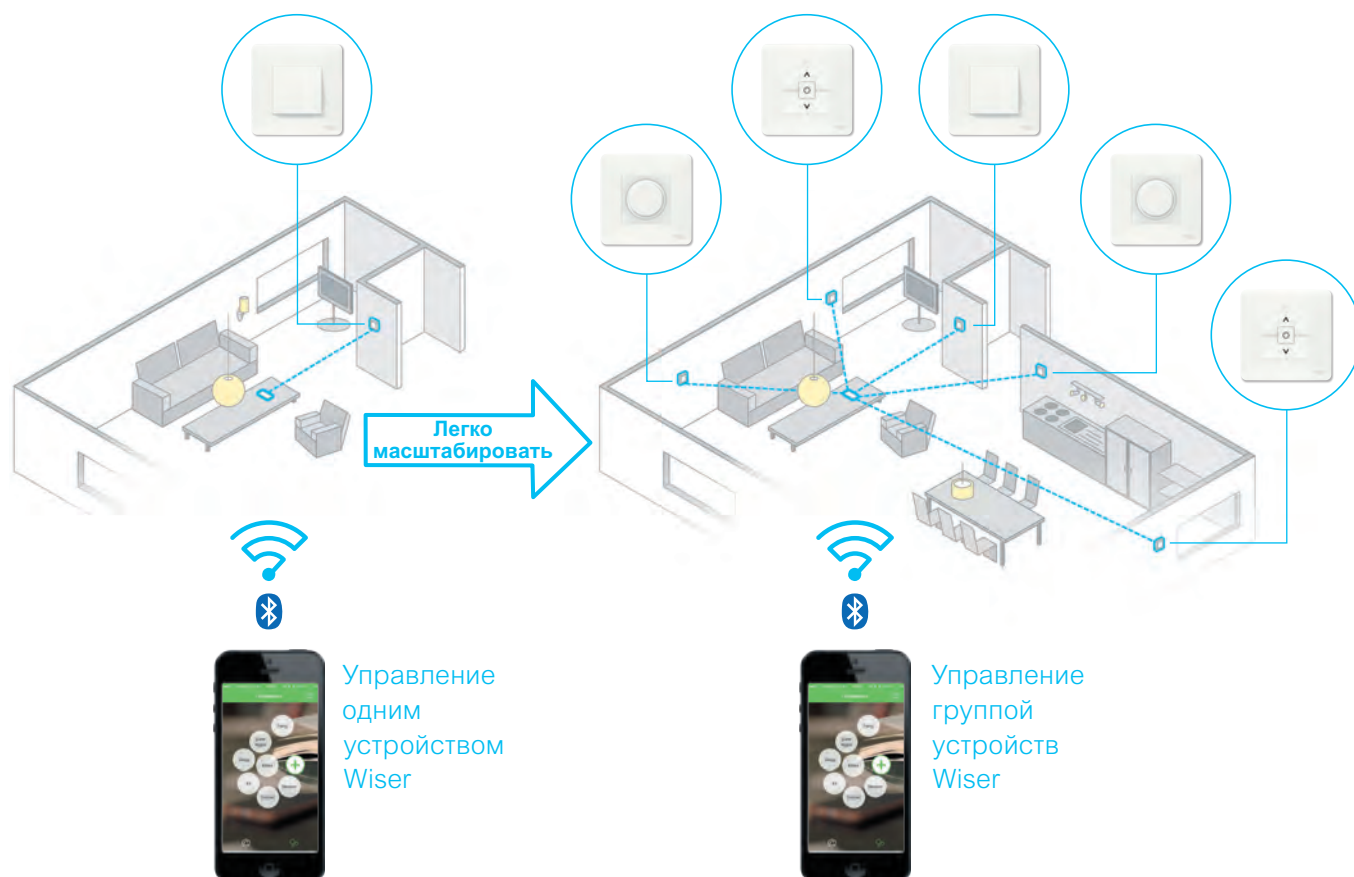 Легко
масштабировать
Управление
одним
устройством
Wiser
Управление
группой
устройств
Wiser